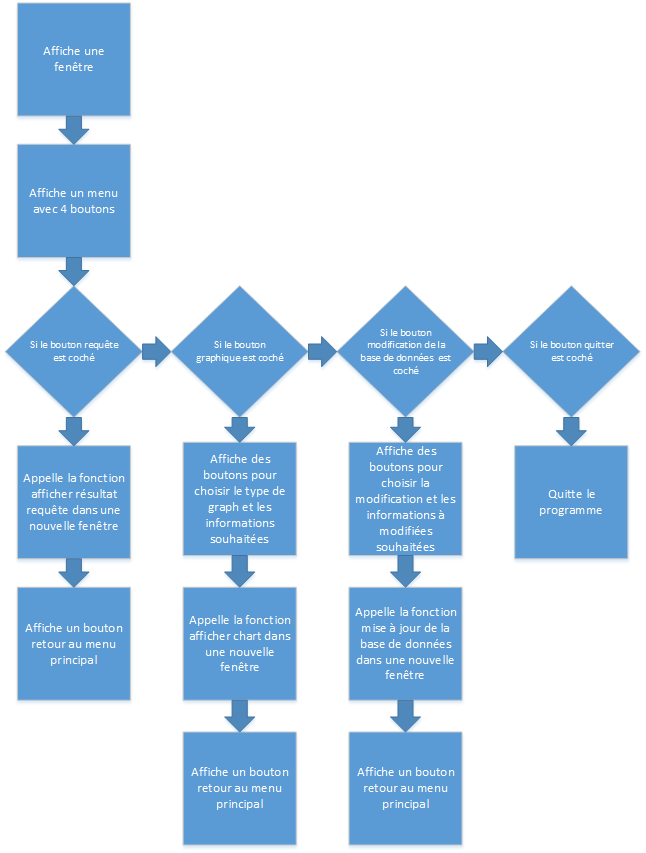 Affiche une
fenêtre
Affiche un menu
avec 4 boutons
Si le bouton requête
est coché
Si le bouton
graphique est coché
Si le bouton
modification de la
base de données est
coché
Si le bouton quitter
est coché
Appelle la fonction
afficher résultat
requête dans une
nouvelle fenêtre
Affiche des
boutons pour
choisir le type de
graph et les
informations
souhaitées
Affiche des
boutons pour
choisir la
modification et les
informations à
modifiées
souhaitées
Quitte le
programme
Affiche un bouton
retour au menu
principal
Appelle la fonction
afficher chart dans
une nouvelle
fenêtre
Appelle la fonction
mise à jour de la
base de données
dans une nouvelle
fenêtre
Affiche un bouton
retour au menu
principal
Affiche un bouton
retour au menu
principal